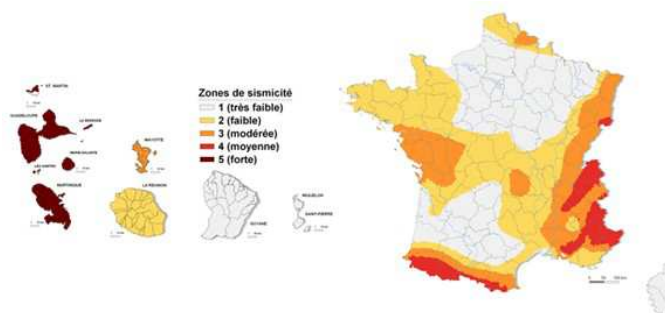 ST. MARTIN
GUADELOUPE
LA DESIRADE
MARIE-GALANTE
LES SAINTES
MARTINIQUE
MAYOTTE
LA RÉUNION
Zones de sismicité
1 (très faible)
2 (faible)
3 (modérée)
4 (moyenne)
5 (forte)
GUYANE
MIQUELON
SAINT-PIERRE